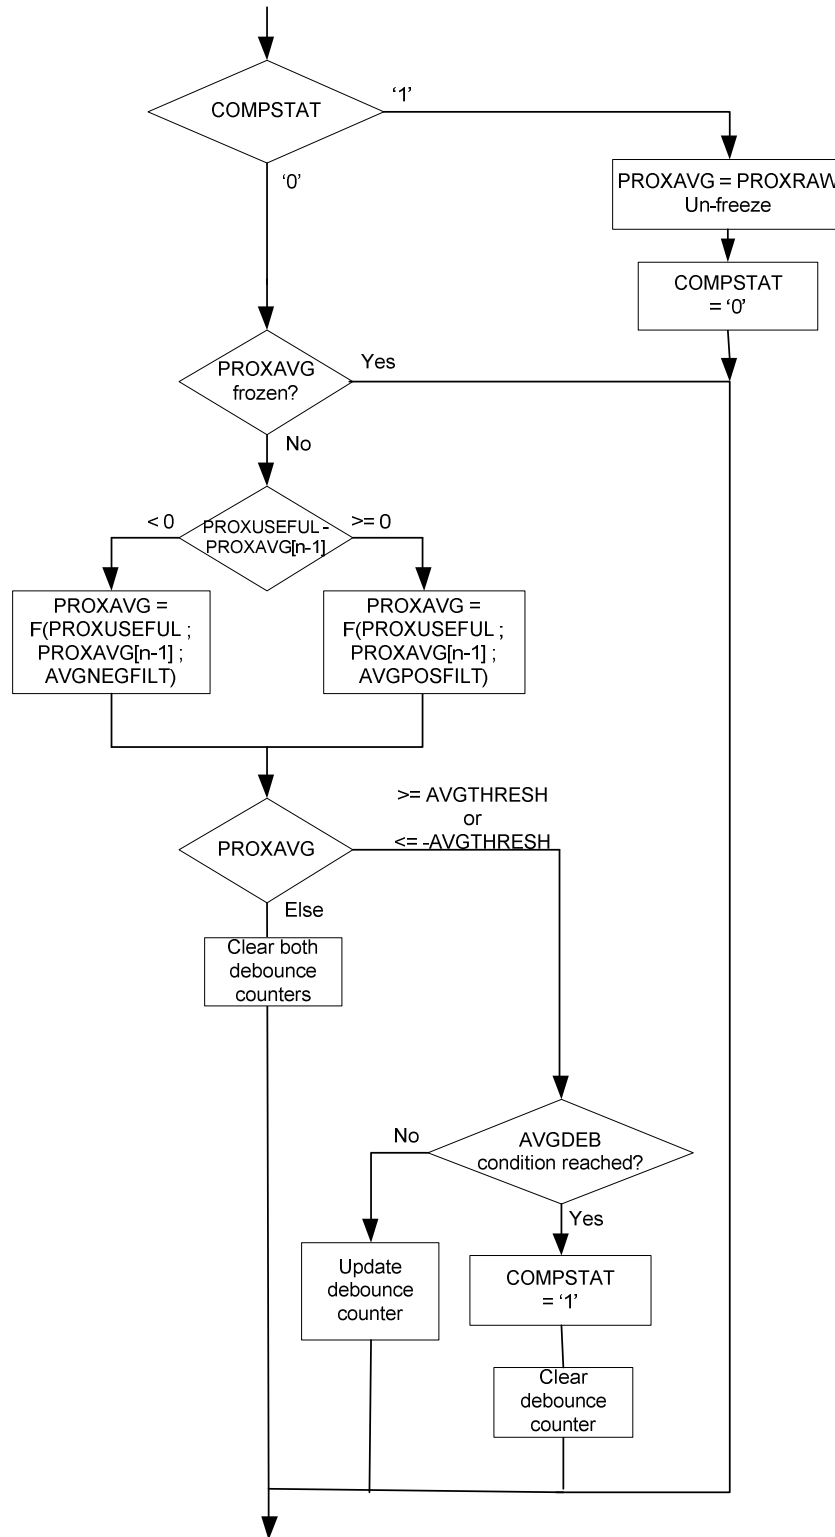 COMPSTAT
‘1’
‘0’
PROXAVG = PROXRAW
Un-freeze
COMPSTAT
= ‘0’
PROXAVG
frozen?
Yes
No
PROXUSEFUL -
PROXAVG[n-1]
< 0
>= 0
PROXAVG =
F(PROXUSEFUL ;
PROXAVG[n-1] ;
AVGNEGFILT)
PROXAVG =
F(PROXUSEFUL ;
PROXAVG[n-1] ;
AVGPOSFILT)
PROXAVG
>= AVGTHRESH
or
<= -AVGTHRESH
Else
Clear both
debounce
counters
AVGDEB
condition reached?
No
Yes
Update
debounce
counter
COMPSTAT
= ‘1’
Clear
debounce
counter